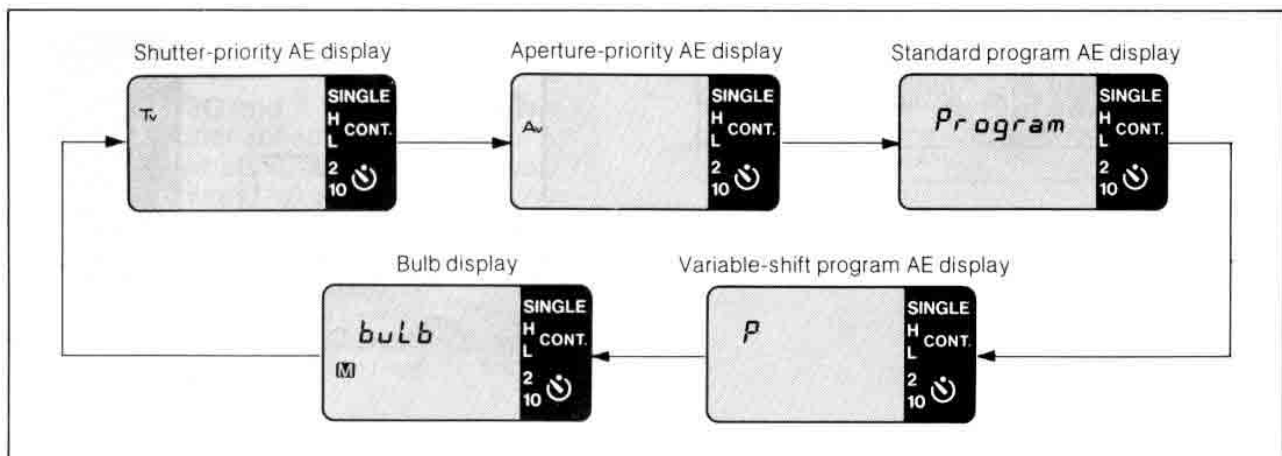 Shutter-priority AE display
Aperture-priority AE display
Standard program AE display
Tv
SINGLE
H
L
CONT.
2
10
Av
SINGLE
H
L
CONT.
2
10
Program
SINGLE
H
L
CONT.
2
10
Bulb display
Variable-shift program AE display
buLb
M
SINGLE
H
L
CONT.
2
10
P
SINGLE
H
L
CONT.
2
10